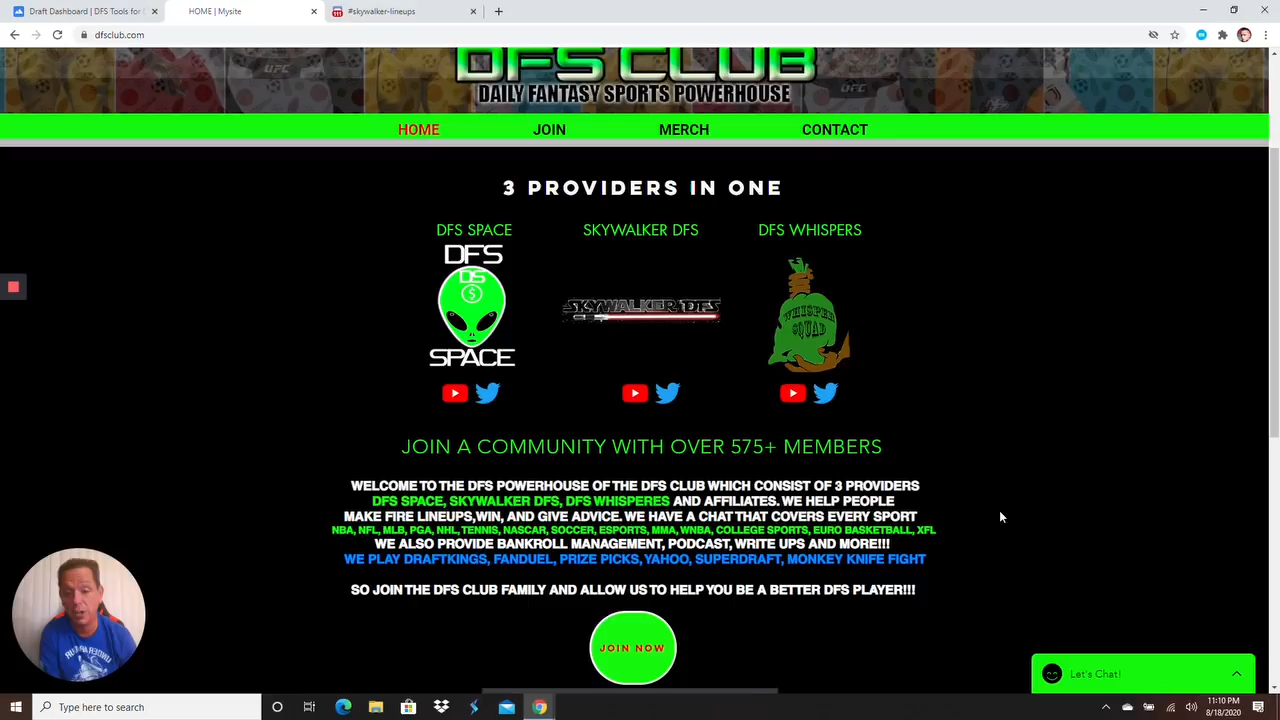 Draft Dashboard | DFS Tools for
HOME | Mysite
#skywalker-lineups
dfsclub.com
UFC
UFC
DFS CLUB
DAILY FANTASY SPORTS POWERHOUSE
HOME
JOIN
MERCH
CONTACT
3 PROVIDERS IN ONE
DFS SPACE
SKYWALKER DFS
DFS WHISPERS
DFS
DS
$
SPACE
SKYWALKER DFS
WHISPER
SQUAD
JOIN A COMMUNITY WITH OVER 575+ MEMBERS
WELCOME TO THE DFS POWERHOUSE OF THE DFS CLUB WHICH CONSIST OF 3 PROVIDERS
DFS SPACE, SKYWALKER DFS, DFS WHISPERES AND AFFILIATES. WE HELP PEOPLE
MAKE FIRE LINEUPS,WIN, AND GIVE ADVICE. WE HAVE A CHAT THAT COVERS EVERY SPORT
NBA, NFL, MLB, PGA, NHL, TENNIS, NASCAR, SOCCER, ESPORTS, MMA, WNBA, COLLEGE SPORTS, EURO BASKETBALL, XFL
WE ALSO PROVIDE BANKROLL MANAGEMENT, PODCAST, WRITE UPS AND MORE!!!
WE PLAY DRAFTKINGS, FANDUEL, PRIZE PICKS, YAHOO, SUPERDRAFT, MONKEY KNIFE FIGHT
SO JOIN THE DFS CLUB FAMILY AND ALLOW US TO HELP YOU BE A BETTER DFS PLAYER!!!
JOIN NOW
Let's Chat!
Type here to search
11:10 PM
8/18/2020